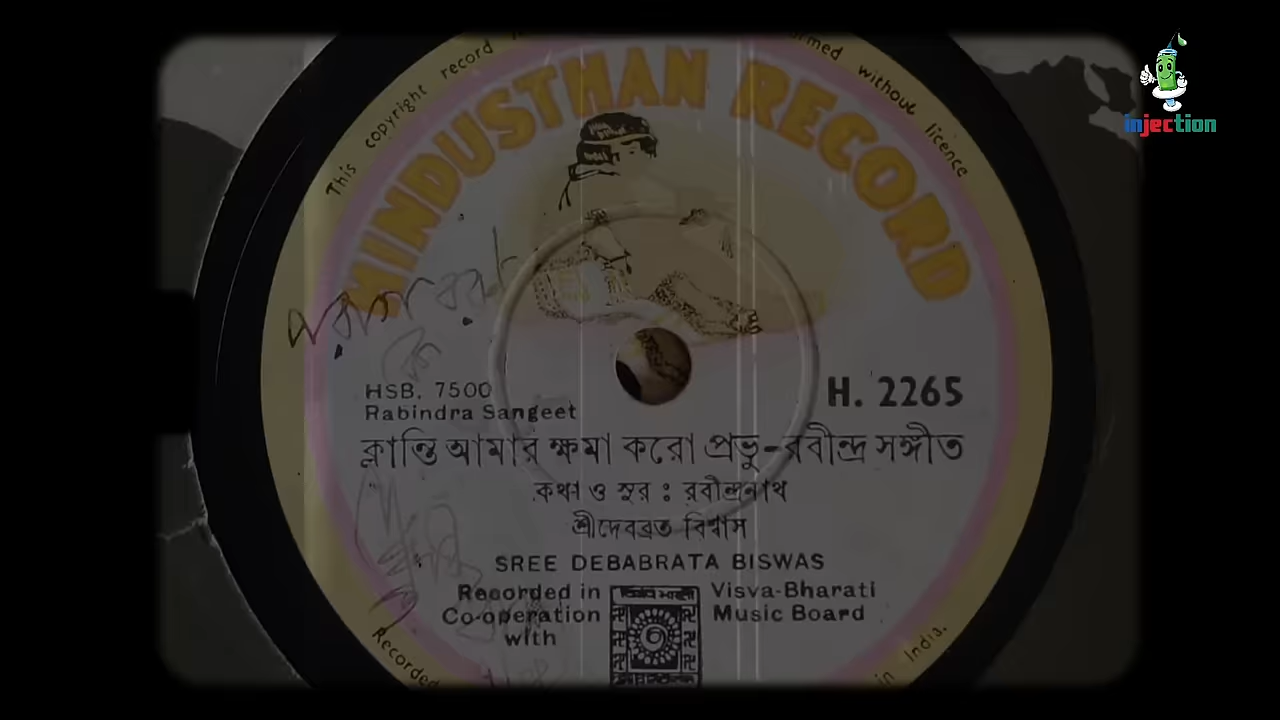 This copyright record
ormed without licence
HINDUSTHAN RECORD
injection
HSB. 7500
Rabindra Sangeet
H. 2265
ক্লান্তি আমার ক্ষমা করো প্রভু-রবীন্দ্র সঙ্গীত
কথা ও সুর : রবীন্দ্রনাথ
শ্রীদেবব্রত বিশ্বাস
SREE DEBABRATA BISWAS
Recorded in
Co-operation
with
Visva-Bharati
Music Board
Recorded
in India.